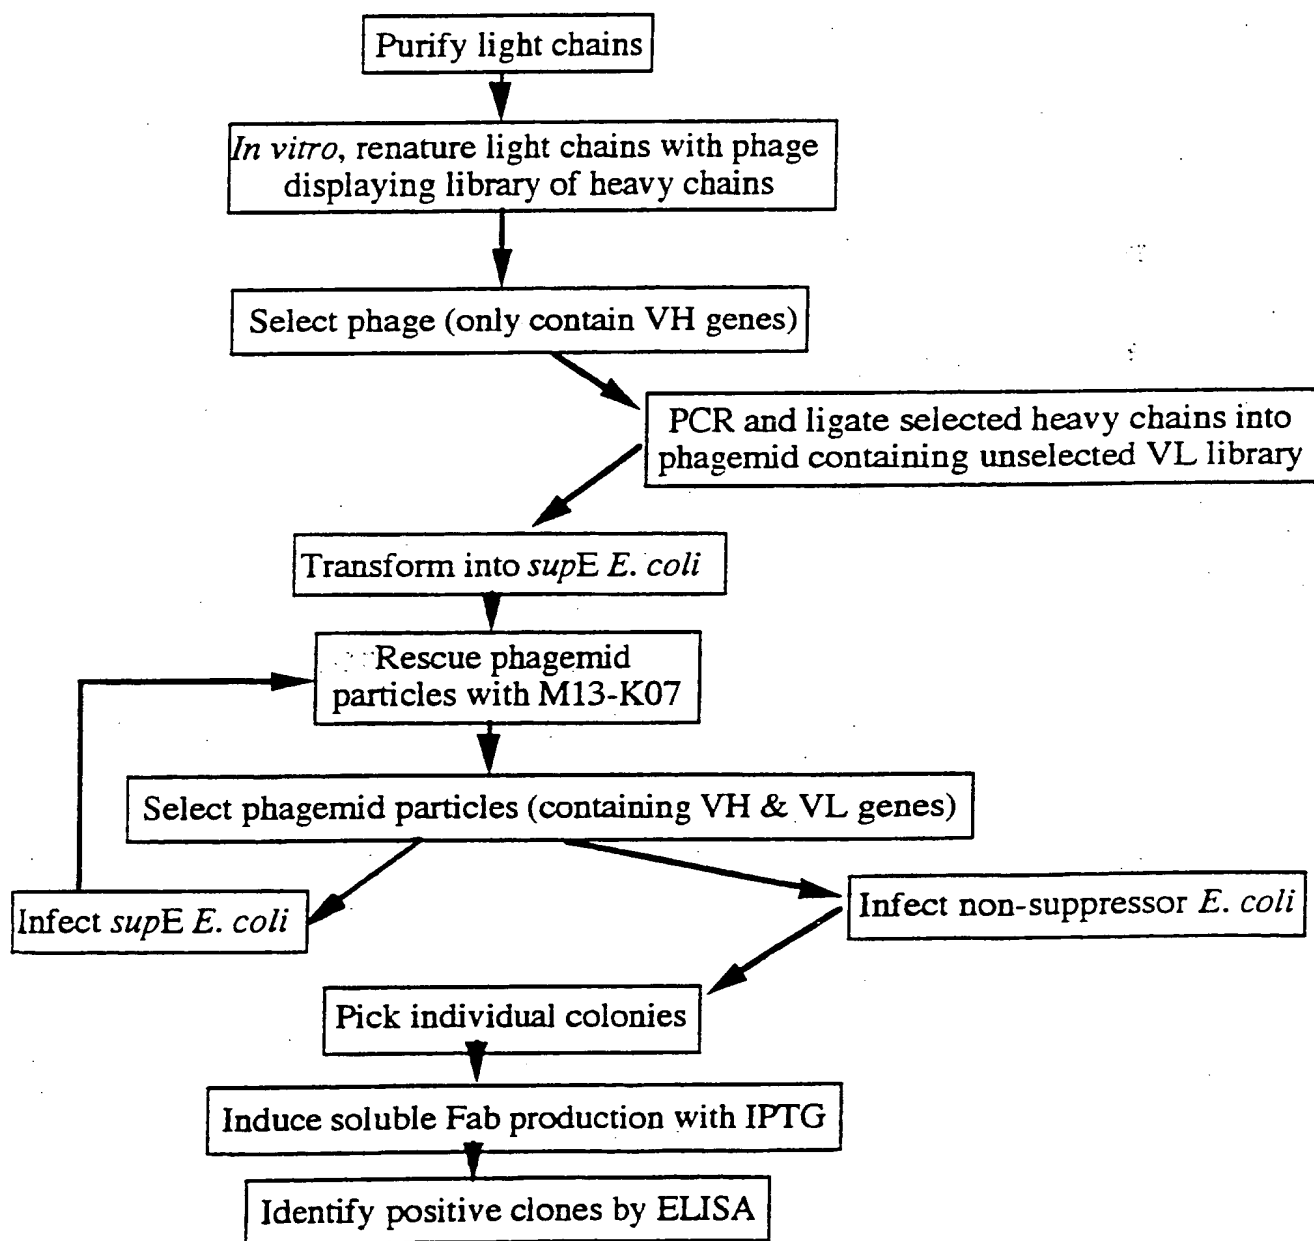 Purify light chains
In vitro, renature light chains with phage
displaying library of heavy chains
Select phage (only contain VH genes)
PCR and ligate selected heavy chains into
phagemid containing unselected VL library
Transform into supE E. coli
Rescue phagemid
particles with M13-K07
Select phagemid particles (containing VH & VL genes)
Infect supE E. coli
Infect non-suppressor E. coli
Pick individual colonies
Induce soluble Fab production with IPTG
Identify positive clones by ELISA